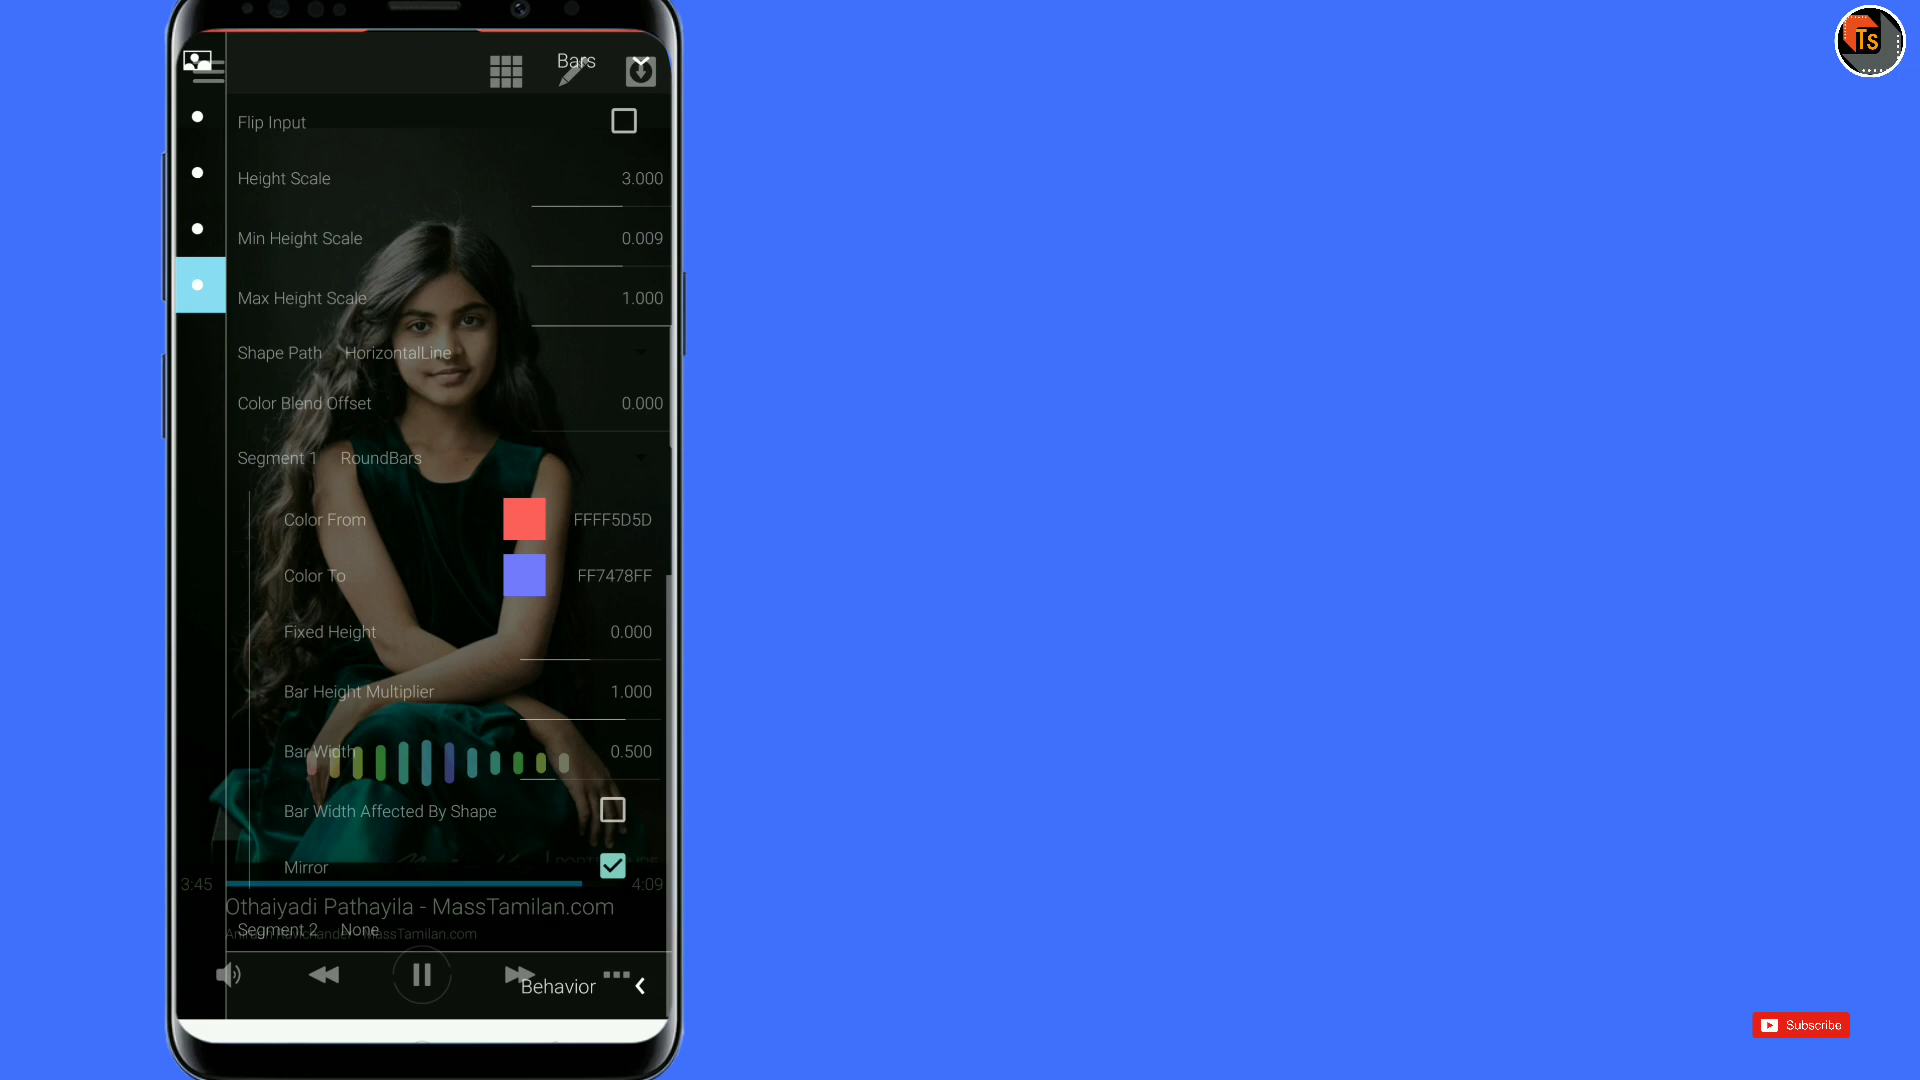 Ts
Bars
Flip Input
Height Scale 3.000
Min Height Scale 0.009
Max Height Scale 1.000
Shape Path HorizontalLine
Color Blend Offset 0.000
Segment 1 RoundBars
Color From FFFF5D5D
Color To FF7478FF
Fixed Height 0.000
Bar Height Multiplier 1.000
Bar Width 0.500
Bar Width Affected By Shape
Mirror
3:45 4:09
Othaiyadi Pathayila - MassTamilan.com
Segment 2 None
MassTamilan.com
Behavior
Subscribe